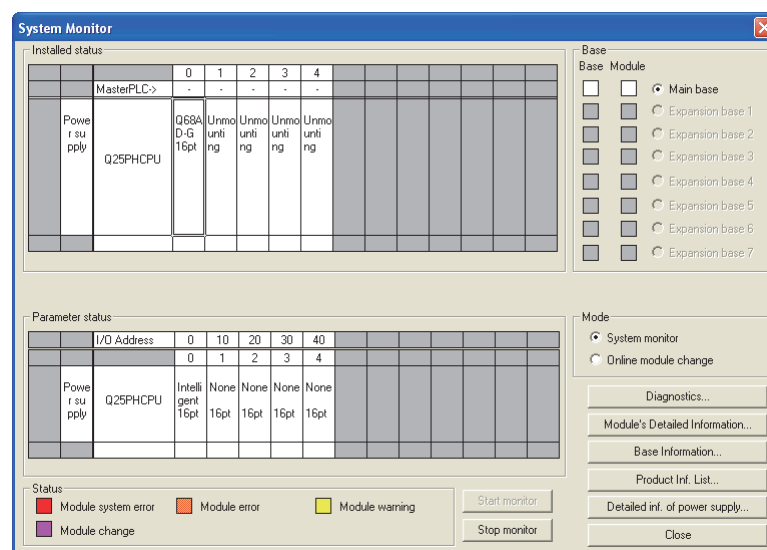 System Monitor
Installed status
0 1 2 3 4
MasterPLC-> - - - - -
Powe
r su
pply
Q25PHCPU
Q68A
D-G
16pt
Unmo
unti
ng
Unmo
unti
ng
Unmo
unti
ng
Unmo
unti
ng
Base
Base Module
Main base
Expansion base 1
Expansion base 2
Expansion base 3
Expansion base 4
Expansion base 5
Expansion base 6
Expansion base 7
Parameter status
I/O Address 0 10 20 30 40
0 1 2 3 4
Powe
r su
pply
Q25PHCPU
Intelli
gent
16pt
None
16pt
None
16pt
None
16pt
None
16pt
Mode
System monitor
Online module change
Diagnostics...
Module's Detailed Information...
Base Information...
Product Inf. List...
Detailed inf. of power supply...
Close
Status
Module system error Module error Module warning
Module change
Start monitor
Stop monitor